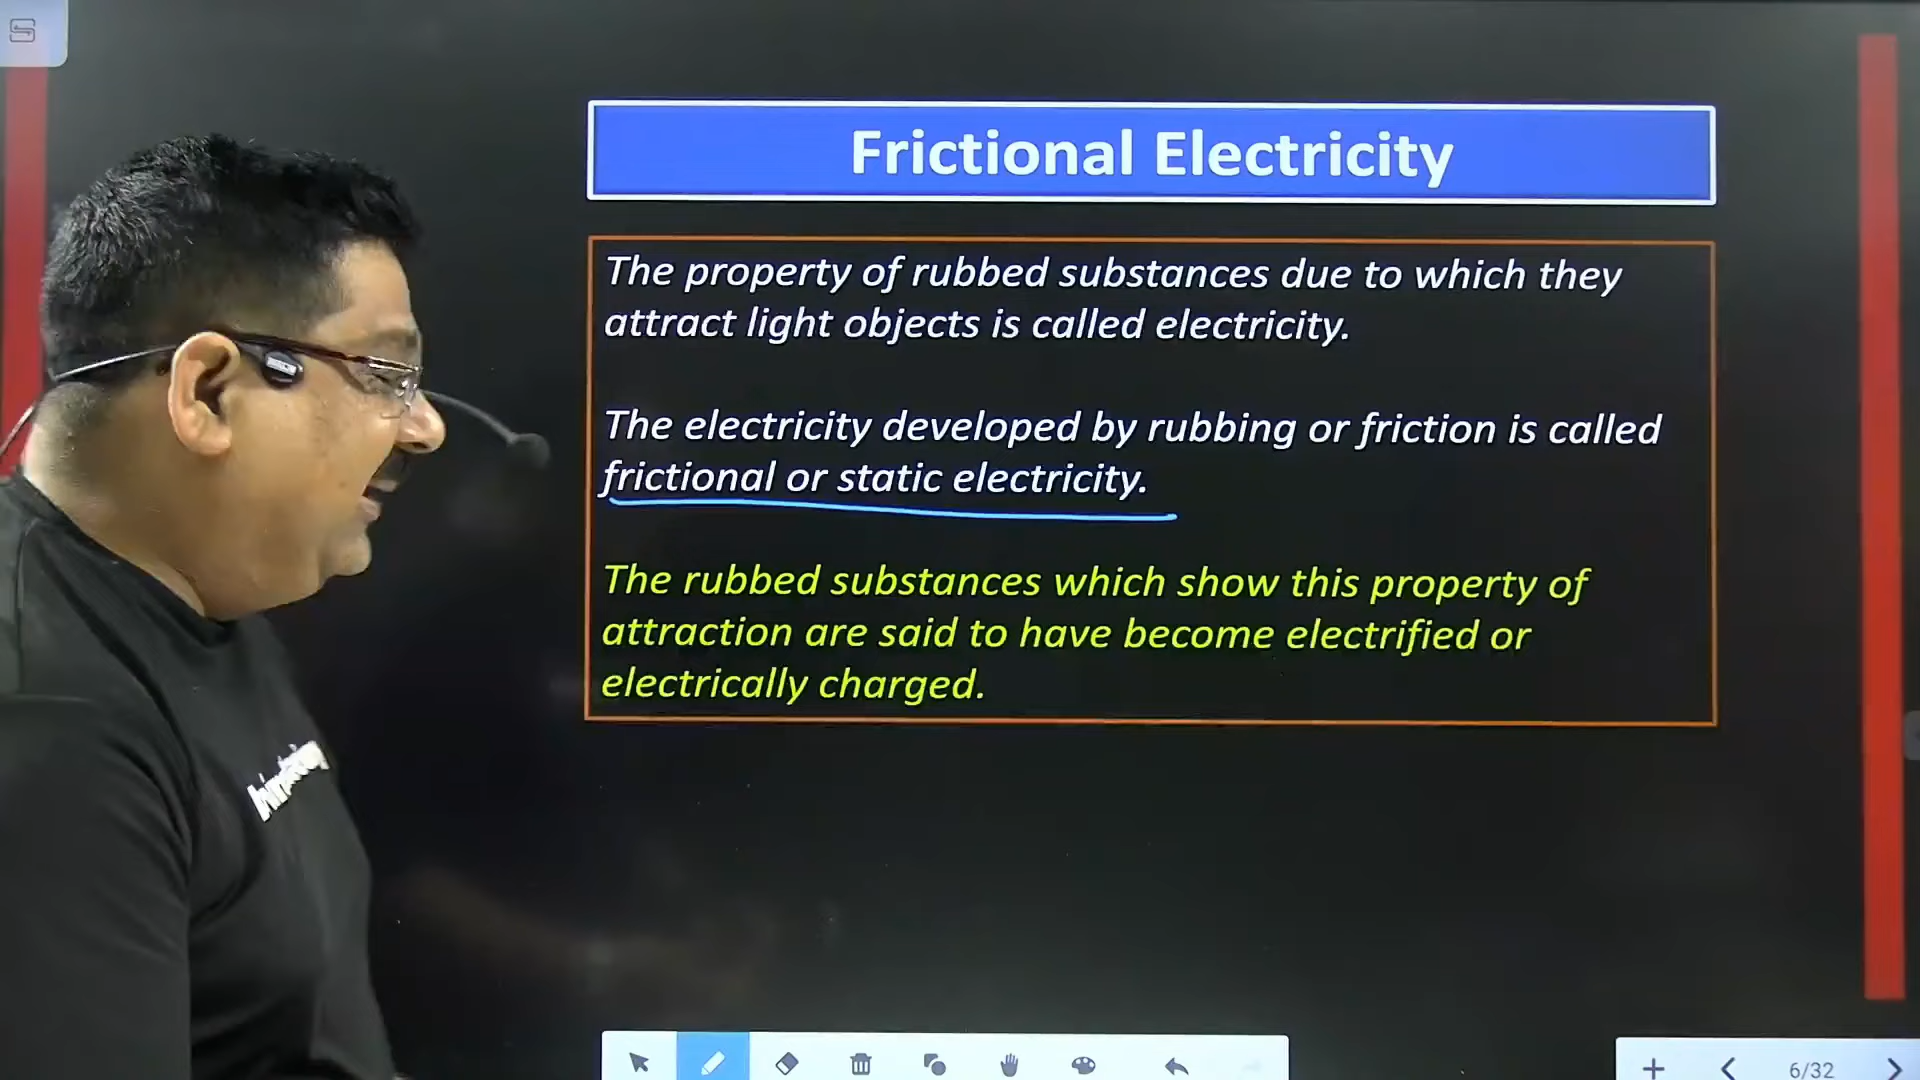 Frictional Electricity
The property of rubbed substances due to which they
attract light objects is called electricity.
The electricity developed by rubbing or friction is called
frictional or static electricity.
The rubbed substances which show this property of
attraction are said to have become electrified or
electrically charged.
6/32